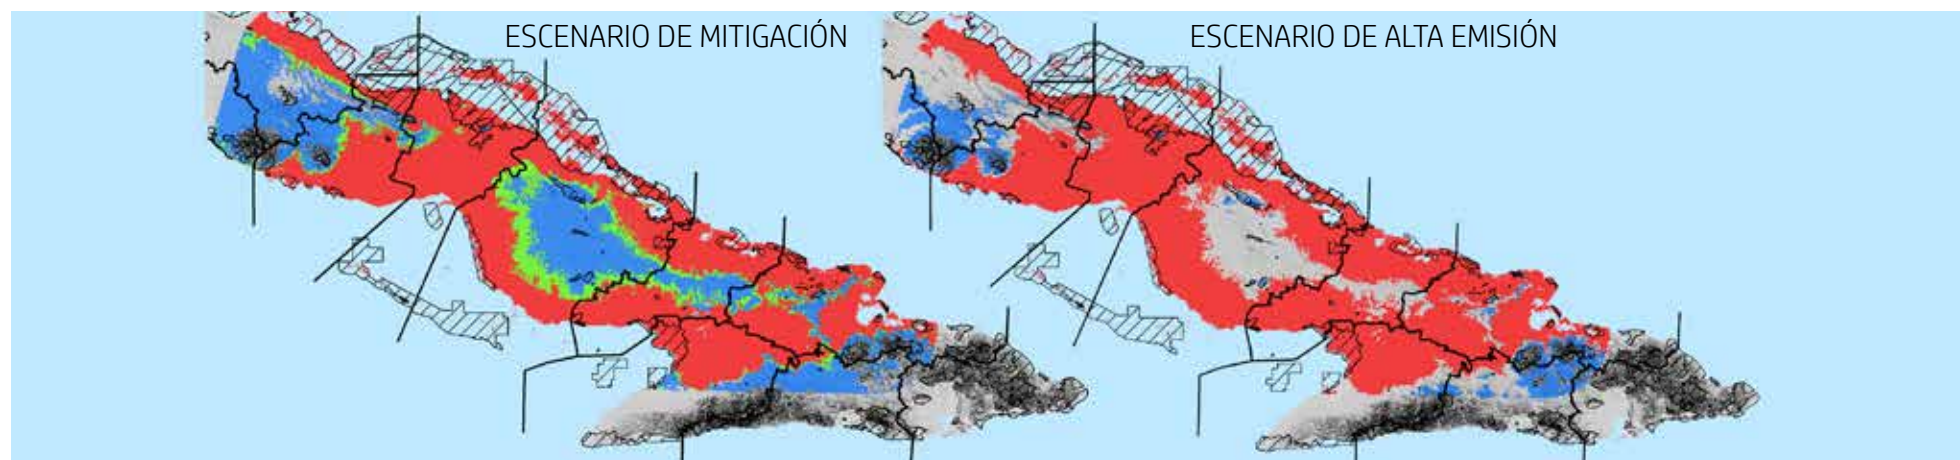 ESCENARIO DE MITIGACIÓN
ESCENARIO DE ALTA EMISIÓN